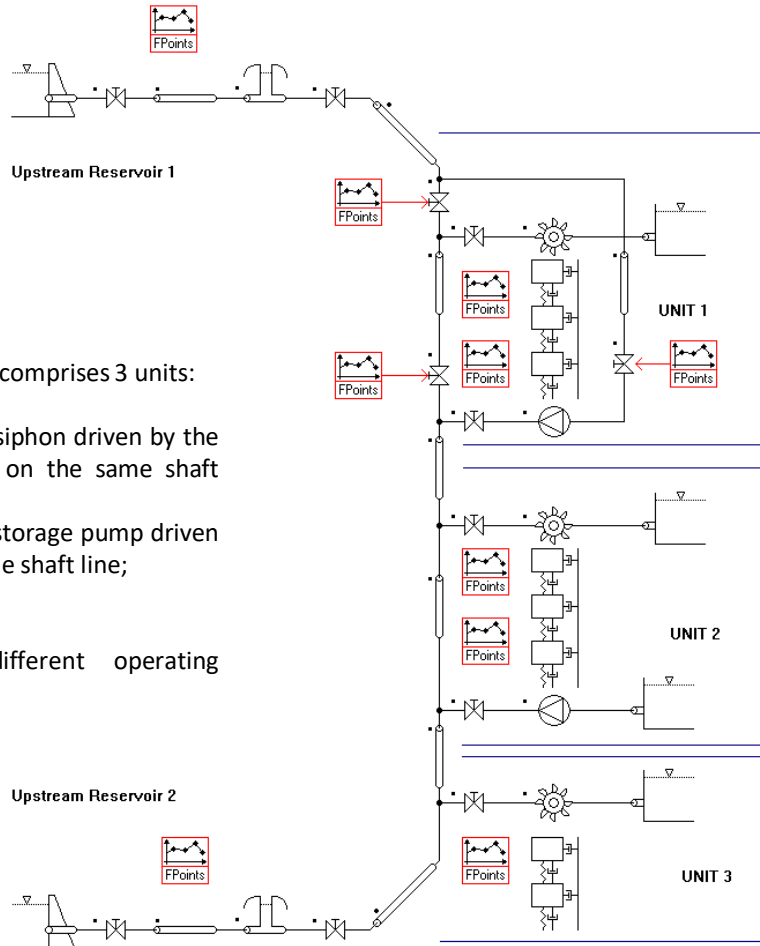 FPoints
Upstream Reservoir 1
FPoints
FPoints
UNIT 1
FPoints
FPoints
FPoints
comprises 3 units:
siphon driven by the
on the same shaft
storage pump driven
e shaft line;
FPoints
FPoints
UNIT 2
ifferent operating
Upstream Reservoir 2
FPoints
FPoints
UNIT 3